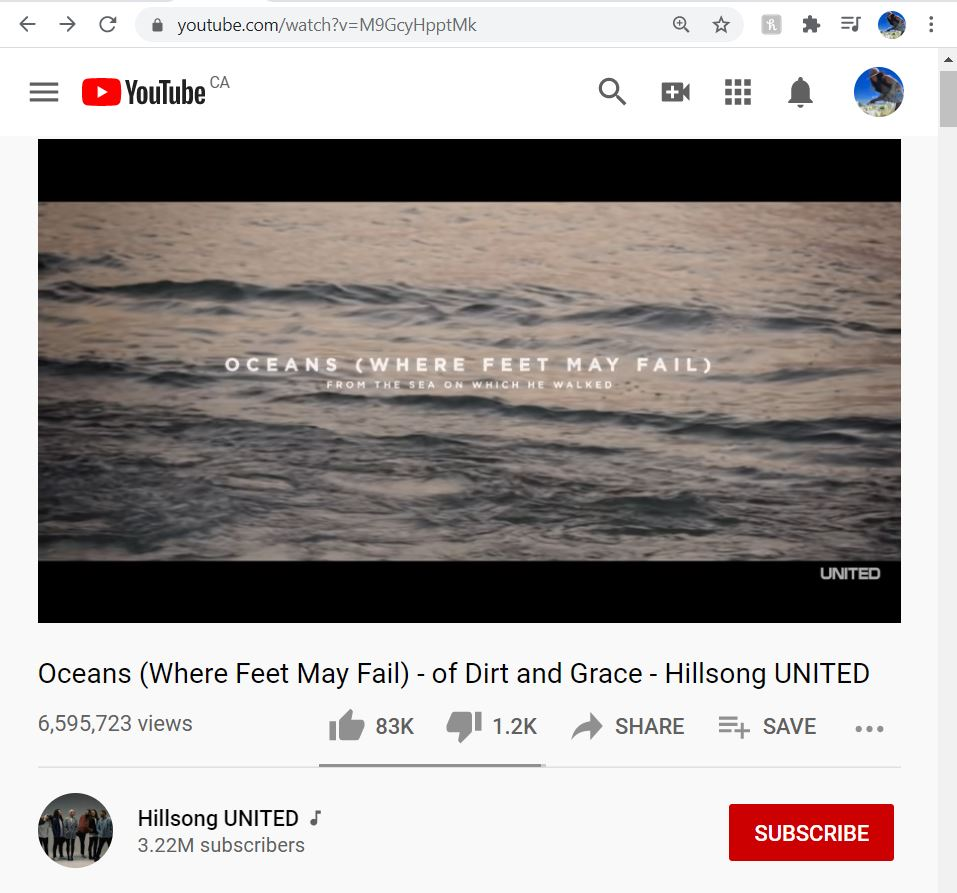 youtube.com/watch?v=M9GcyHpptMk
YouTube CA
OCEANS (WHERE FEET MAY FAIL)
FROM THE SEA ON WHICH HE WALKED
UNITED
Oceans (Where Feet May Fail) - of Dirt and Grace - Hillsong UNITED
6,595,723 views 83K 1.2K SHARE SAVE
Hillsong UNITED
3.22M subscribers
SUBSCRIBE